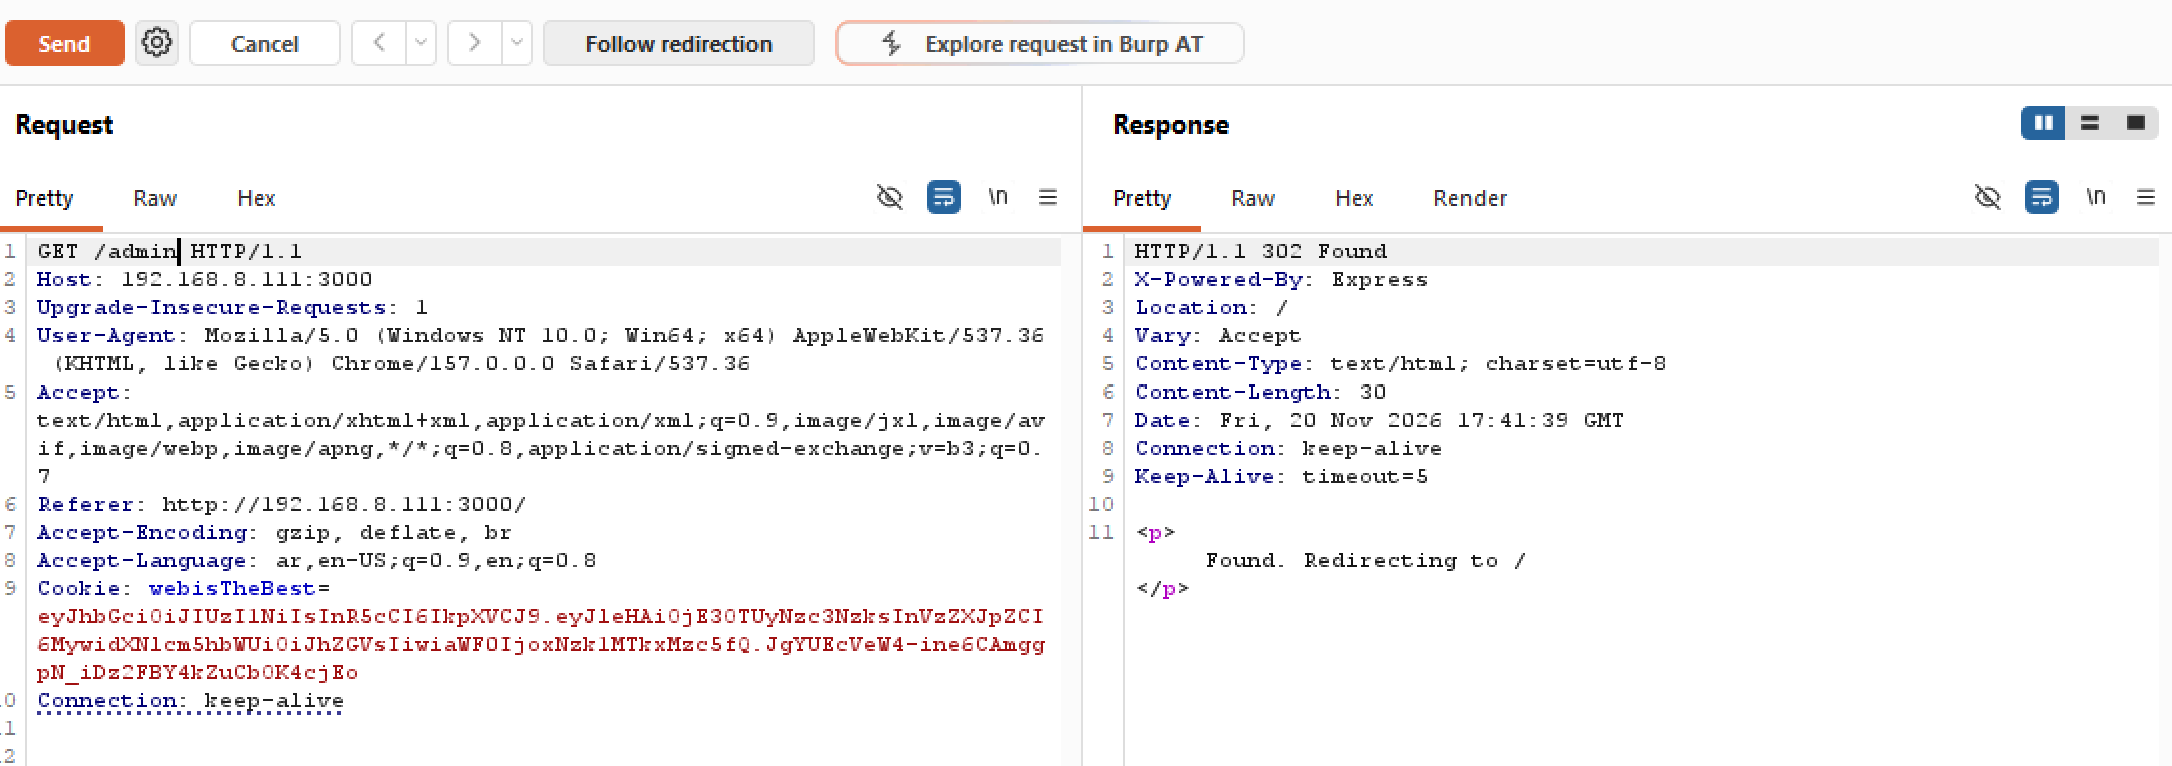 Send
Cancel
Follow redirection
Explore request in Burp AT
Request
Pretty
Raw
Hex
\n
1 GET /admin HTTP/1.1
2 Host: 192.168.8.111:3000
3 Upgrade-Insecure-Requests: 1
4 User-Agent: Mozilla/5.0 (Windows NT 10.0; Win64; x64) AppleWebKit/537.36
(KHTML, like Gecko) Chrome/157.0.0.0 Safari/537.36
5 Accept:
text/html,application/xhtml+xml,application/xml;q=0.9,image/jxl,image/av
if,image/webp,image/apng,*/*;q=0.8,application/signed-exchange;v=b3;q=0.
7
6 Referer: http://192.168.8.111:3000/
7 Accept-Encoding: gzip, deflate, br
8 Accept-Language: ar,en-US;q=0.9,en;q=0.8
9 Cookie: webisTheBest=
eyJhbGciOiJIUzI1NiIsInR5cCI6IkpXVCJ9.eyJleHAiOjE3OTUyNzc3NzksInVzZXJpZCI
6MywidXNlcm5hbWUiOiJhZGVsIiwiaWF0IjoxNzk1MTkxMzc5fQ.JgYUEcVeW4-ine6CAmgg
pN_iDz2FBY4kZuCb0K4cjEo
0 Connection: keep-alive
1
2
Response
Pretty
Raw
Hex
Render
\n
1 HTTP/1.1 302 Found
2 X-Powered-By: Express
3 Location: /
4 Vary: Accept
5 Content-Type: text/html; charset=utf-8
6 Content-Length: 30
7 Date: Fri, 20 Nov 2026 17:41:39 GMT
8 Connection: keep-alive
9 Keep-Alive: timeout=5
10
11 <p>
Found. Redirecting to /
</p>